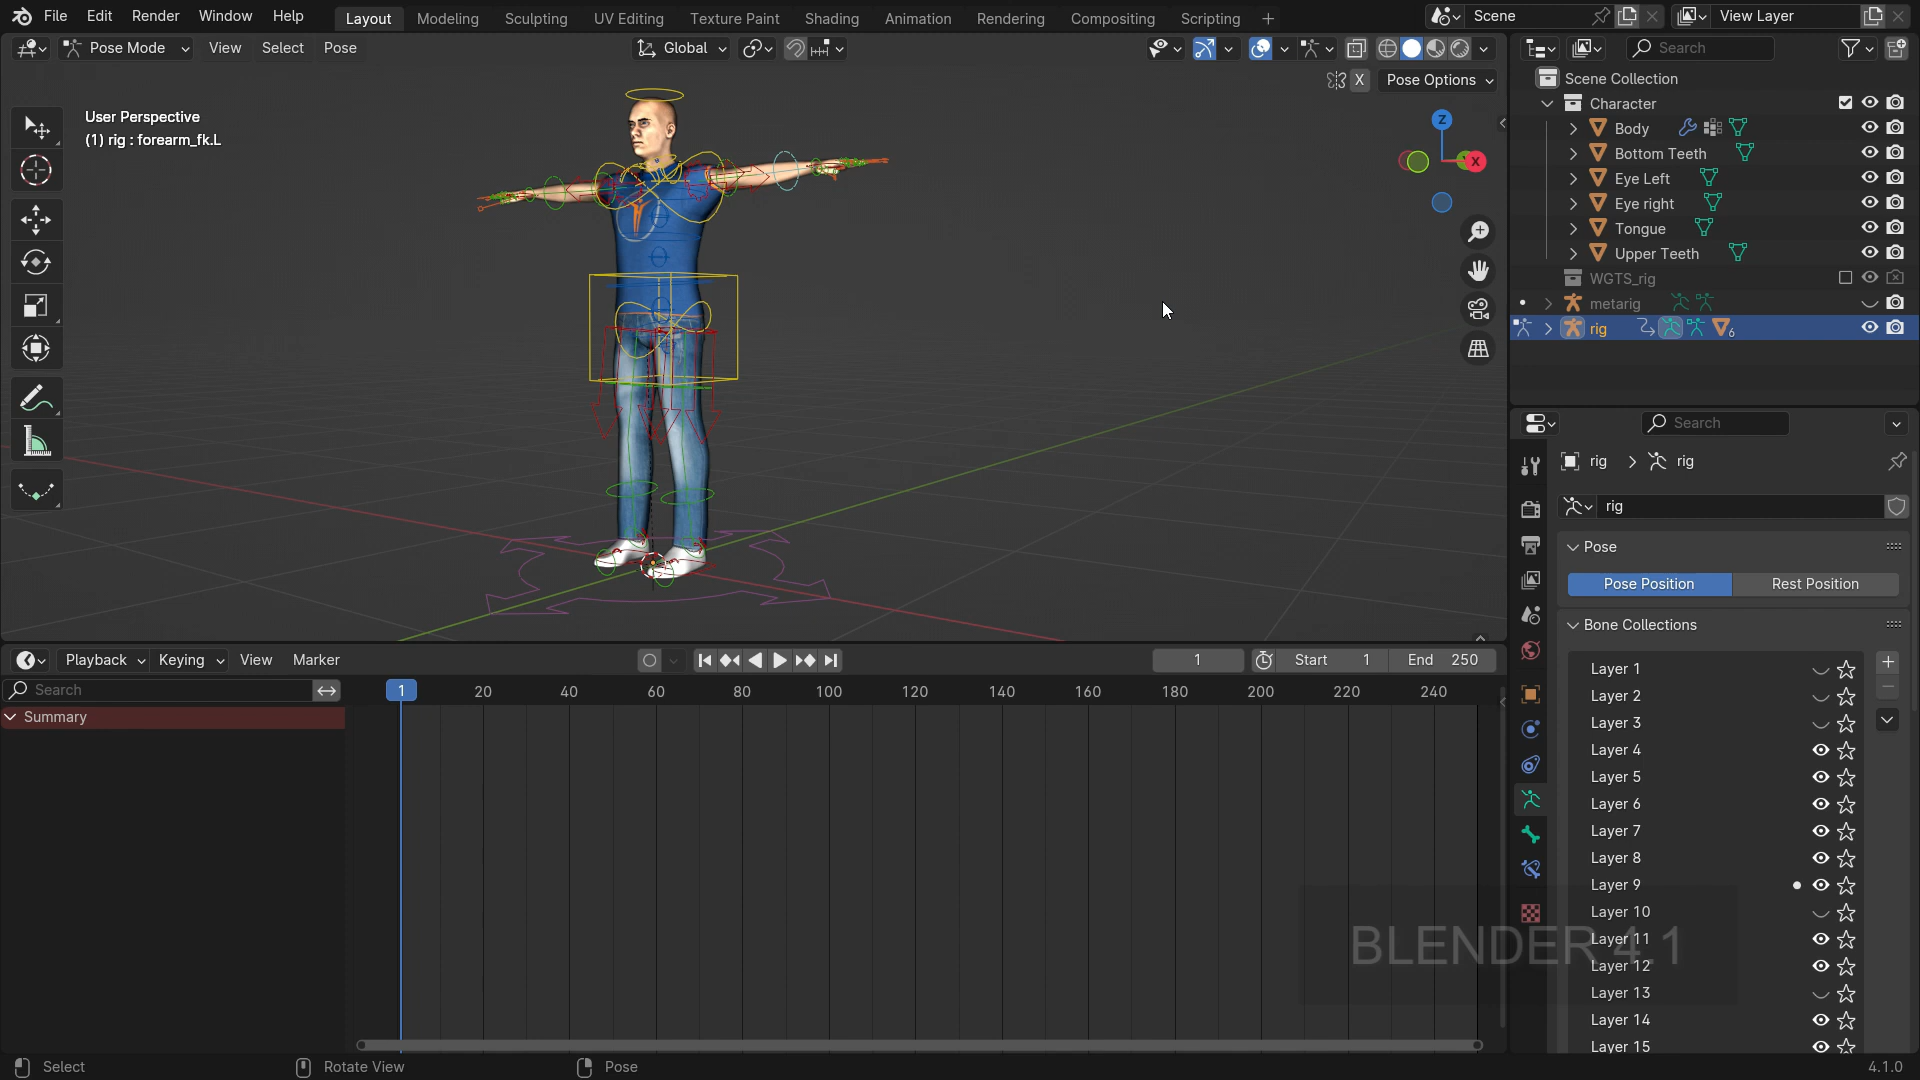 File Edit Render Window Help Layout Modeling Sculpting UV Editing Texture Paint Shading Animation Rendering Compositing Scripting + Scene View Layer
Pose Mode View Select Pose Global Search
X Pose Options
User Perspective
(1) rig : forearm_fk.L
Z
X
Scene Collection
Character
Body
Bottom Teeth
Eye Left
Eye right
Tongue
Upper Teeth
WGTS_rig
metarig
rig 6
Search
rig > rig
rig
Pose
Pose Position Rest Position
Bone Collections
Layer 1
Layer 2
Layer 3
Layer 4
Layer 5
Layer 6
Layer 7
Layer 8
Layer 9
Layer 10
Layer 11
Layer 12
Layer 13
Layer 14
Layer 15
Playback Keying View Marker 1 Start 1 End 250
Search 1 20 40 60 80 100 120 140 160 180 200 220 240
Summary
BLENDER 4.1
Select Rotate View Pose 4.1.0